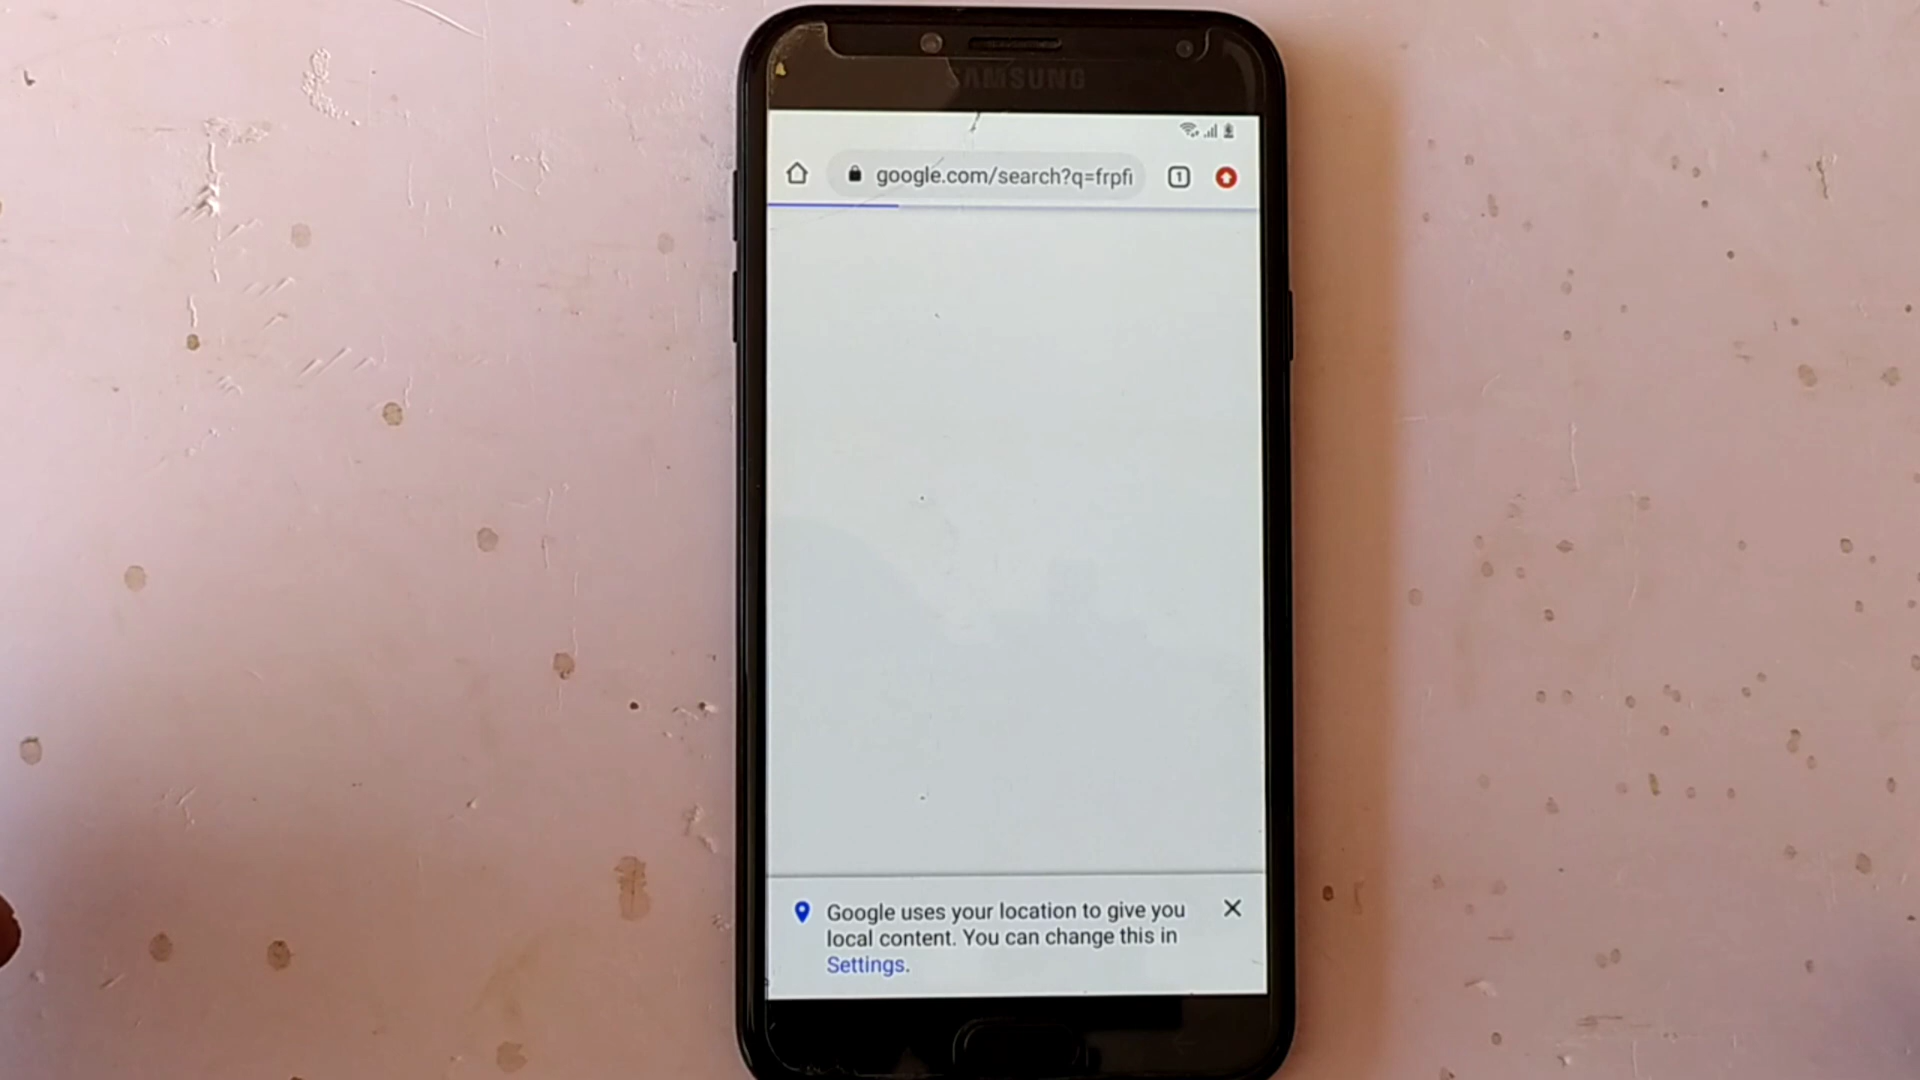 SAMSUNG
google.com/search?q=frpfi
1
Google uses your location to give you
local content. You can change this in
Settings.